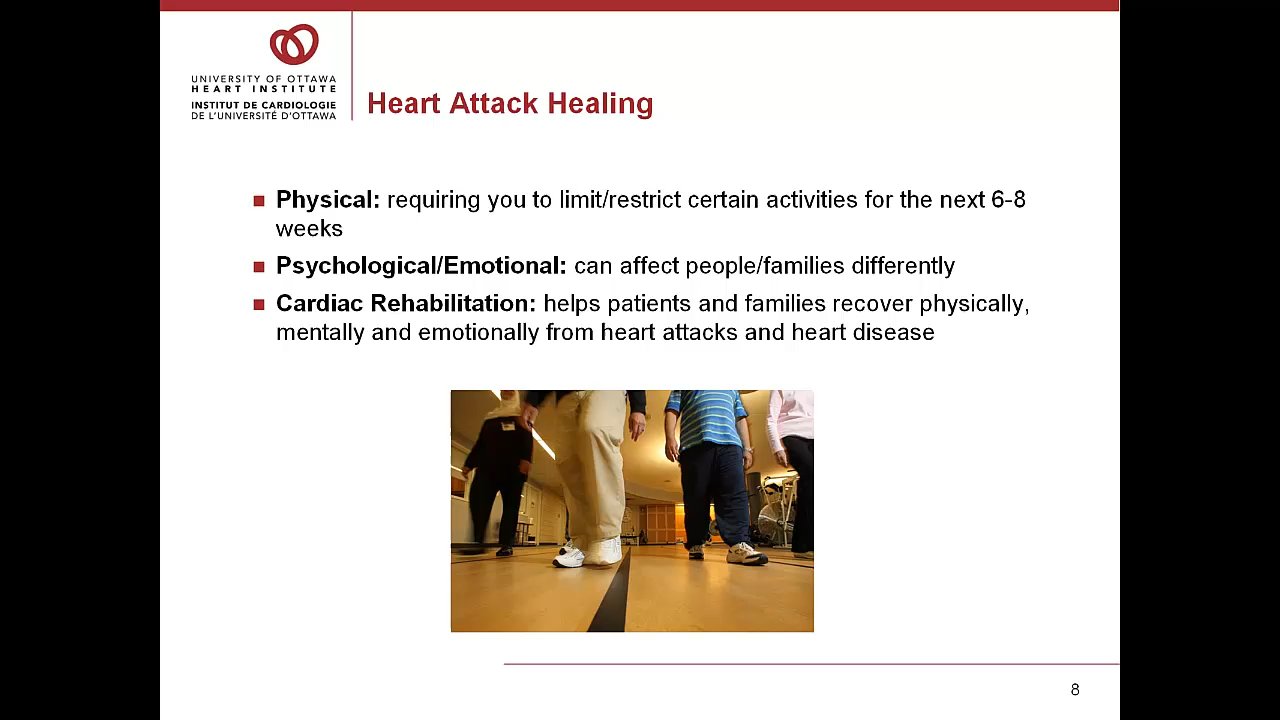 UNIVERSITY OF OTTAWA
HEART INSTITUTE
INSTITUT DE CARDIOLOGIE
DE L'UNIVERSITÉ D'OTTAWA
Heart Attack Healing
Physical: requiring you to limit/restrict certain activities for the next 6-8
weeks
Psychological/Emotional: can affect people/families differently
Cardiac Rehabilitation: helps patients and families recover physically,
mentally and emotionally from heart attacks and heart disease
8